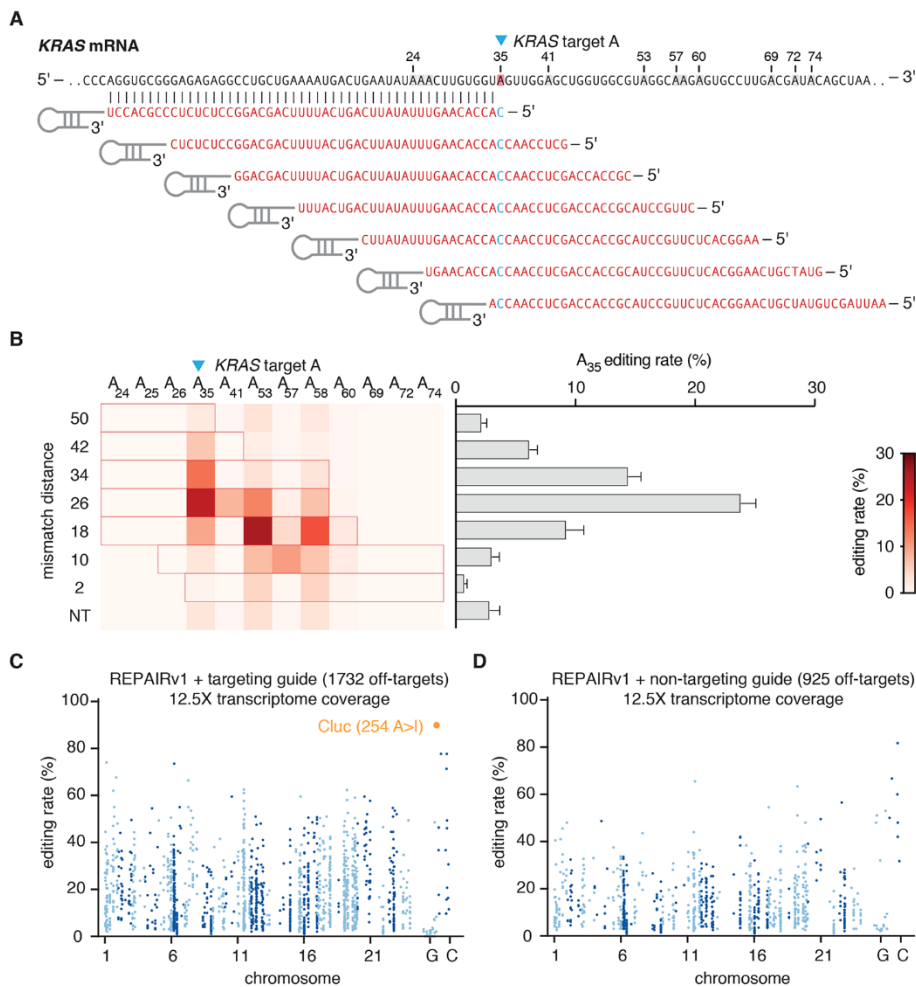 A
KRAS target A
KRAS mRNA
24 35 41 53 57 60 69 72 74
5' - ..CCCAGGUGCGGGAGAGAGGCCUGCUGAAAAUGACUGAAUAUAAACUUGUGGUAGUUGGAGCUGGUGGCGUAGGCAAGAGUGCCUUGACGAUACAGCUAA.. - 3'
3' UCCACGCCCUCUCUCCGGACGACUUUUACUGACUUAUAUUUGAACACCAC - 5'
3' CUCUCUCCGGACGACUUUUACUGACUUAUAUUUGAACACCACCAACCUCG - 5'
3' GGACGACUUUUACUGACUUAUAUUUGAACACCACCAACCUCGACCACCGC - 5'
3' UUUACUGACUUAUAUUUGAACACCACCAACCUCGACCACCGCAUCCGUUC - 5'
3' CUUAUAUUUGAACACCACCAACCUCGACCACCGCAUCCGUUCUCACGGAA - 5'
3' UGAACACCACCAACCUCGACCACCGCAUCCGUUCUCACGGAACUGCUAUG - 5'
3' ACCAACCUCGACCACCGCAUCCGUUCUCACGGAACUGCUAUGUCGAUUAA - 5'
B
KRAS target A
A24 A25 A26 A35 A41 A53 A57 A58 A60 A69 A72 A74
mismatch distance
50
42
34
26
18
10
2
NT
A35 editing rate (%)
0 10 20 30
editing rate (%)
30
20
10
0
C
REPAIRv1 + targeting guide (1732 off-targets)
12.5X transcriptome coverage
Cluc (254 A>I)
editing rate (%)
100
80
60
40
20
0
1 6 11 16 21 G C
chromosome
D
REPAIRv1 + non-targeting guide (925 off-targets)
12.5X transcriptome coverage
editing rate (%)
100
80
60
40
20
0
1 6 11 16 21 G C
chromosome